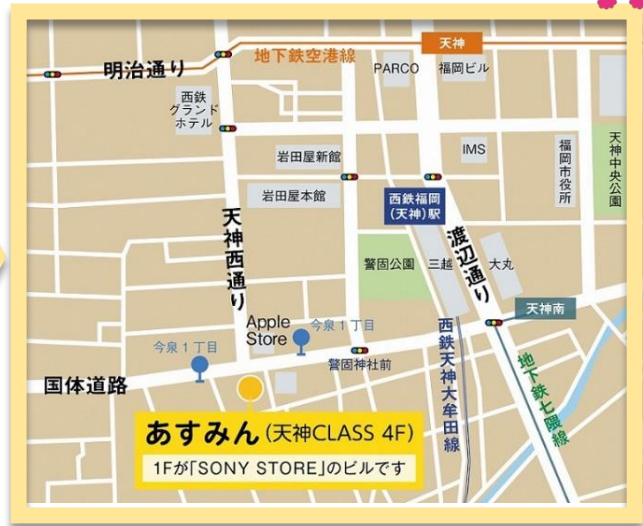 天神
地下鉄空港線
明治通り
PARCO
福岡ビル
西鉄
グランド
ホテル
岩田屋新館
IMS
福岡市役所
天神中央公園
岩田屋本館
西鉄福岡
(天神)駅
天神西通り
渡辺通り
警固公園
三越
大丸
天神南
Apple
Store
今泉1丁目
今泉1丁目
警固神社前
西鉄天神大牟田線
地下鉄七隈線
国体道路
あすみん(天神CLASS 4F)
1Fが「SONY STORE」のビルです